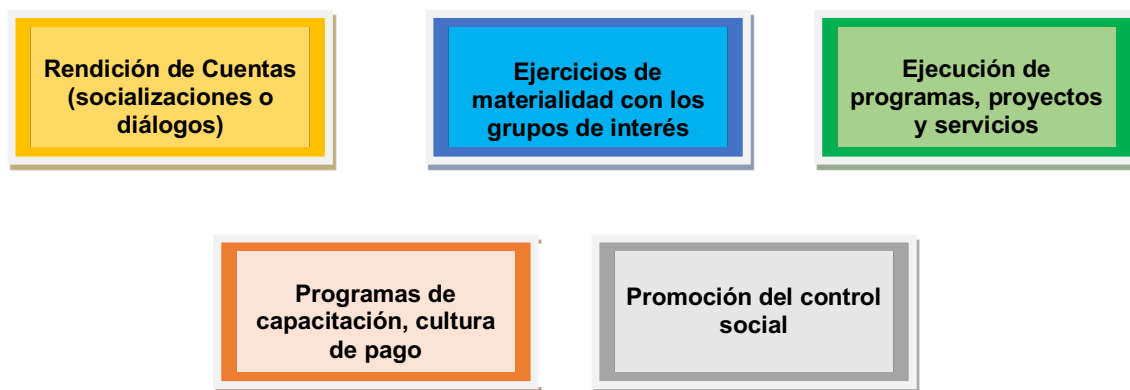 Rendición de Cuentas
(socializaciones o
diálogos)
Ejercicios de
materialidad con los
grupos de interés
Ejecución de
programas, proyectos
y servicios
Programas de
capacitación, cultura
de pago
Promoción del control
social